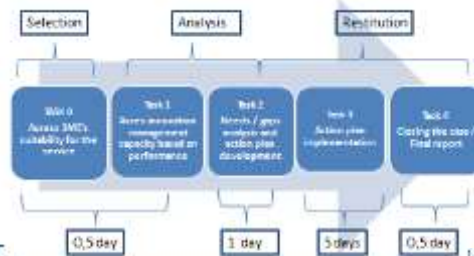 Selection
Analysis
Restitution
Task 0
Assess SME's
suitability for the
service
Task 1
Asses innovation
management
capacity based on
performance
Task 2
Needs / gaps
analysis and
action plan
development
Task 3
Action plan
implementation
Task 4
Closing the case /
Final report
0,5 day
1 day
5 days
0,5 day